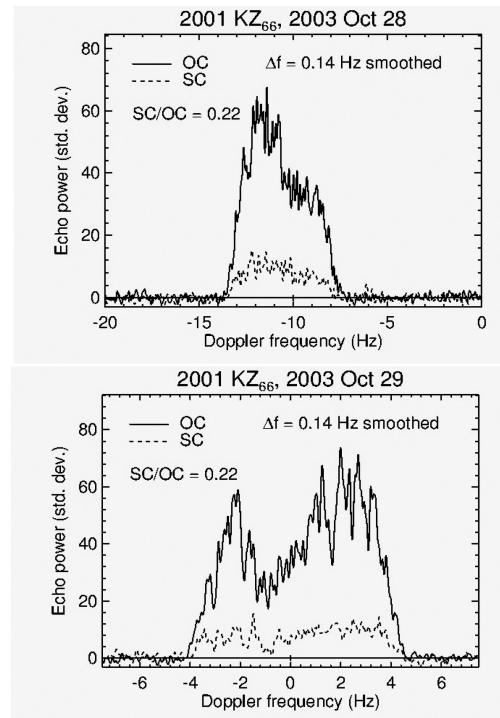 2001 KZ66, 2003 Oct 28
OC Δf = 0.14 Hz smoothed
SC
SC/OC = 0.22
Echo power (std. dev.)
80
60
40
20
0
-20 -15 -10 -5 0
Doppler frequency (Hz)
2001 KZ66, 2003 Oct 29
OC Δf = 0.14 Hz smoothed
SC
SC/OC = 0.22
Echo power (std. dev.)
80
60
40
20
0
-6 -4 -2 0 2 4 6
Doppler frequency (Hz)